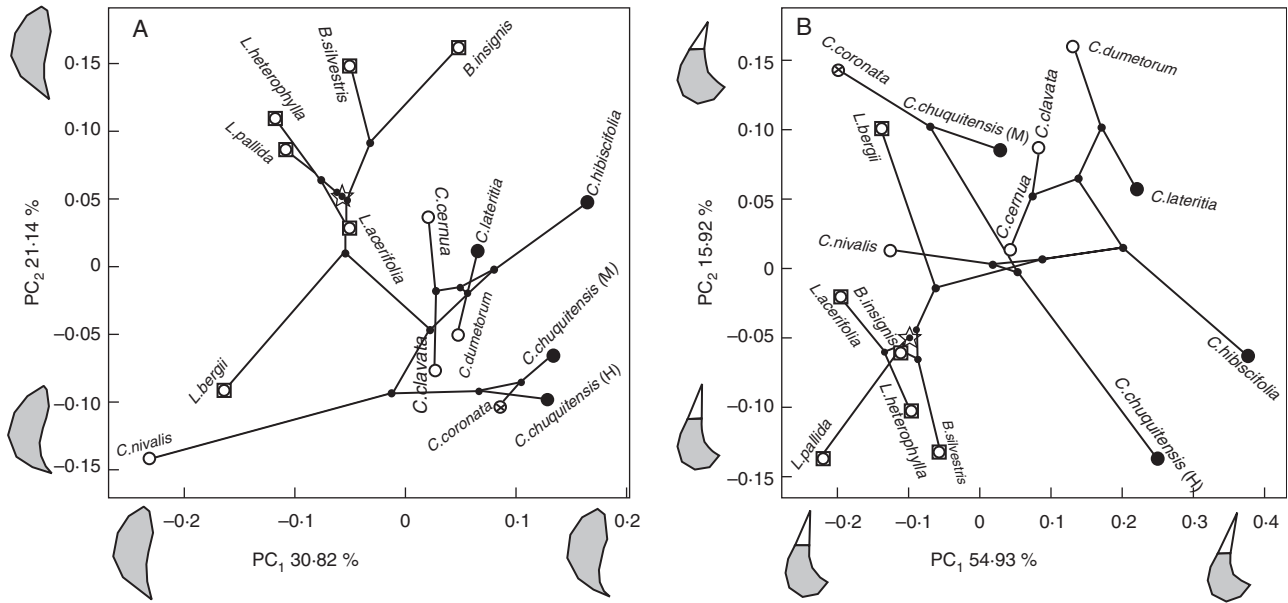 A
PC2 21·14 %
0·15
0·10
0·05
0
–0·05
–0·10
–0·15
L.heterophylla
B.silvestris
B.insignis
L.pallida
C.hibiscifolia
L.acerifolia
C.cernua
C.lateritia
C.chuquitensis (M)
L.bergii
C.clavata
C.dumetorum
C.nivalis
C.coronata
C.chuquitensis (H)
–0·2
–0·1
0
0·1
0·2
PC1 30·82 %
B
PC2 15·92 %
0·15
0·10
0·05
0
–0·05
–0·10
–0·15
C.coronata
C.dumetorum
C.chuquitensis (M)
C.clavata
L.bergii
C.lateritia
C.cernua
C.nivalis
L.acerifolia
B.insignis
C.hibiscifolia
L.pallida
L.heterophylla
B.silvestris
C.chuquitensis (H)
–0·2
–0·1
0
0·1
0·2
0·3
0·4
PC1 54·93 %